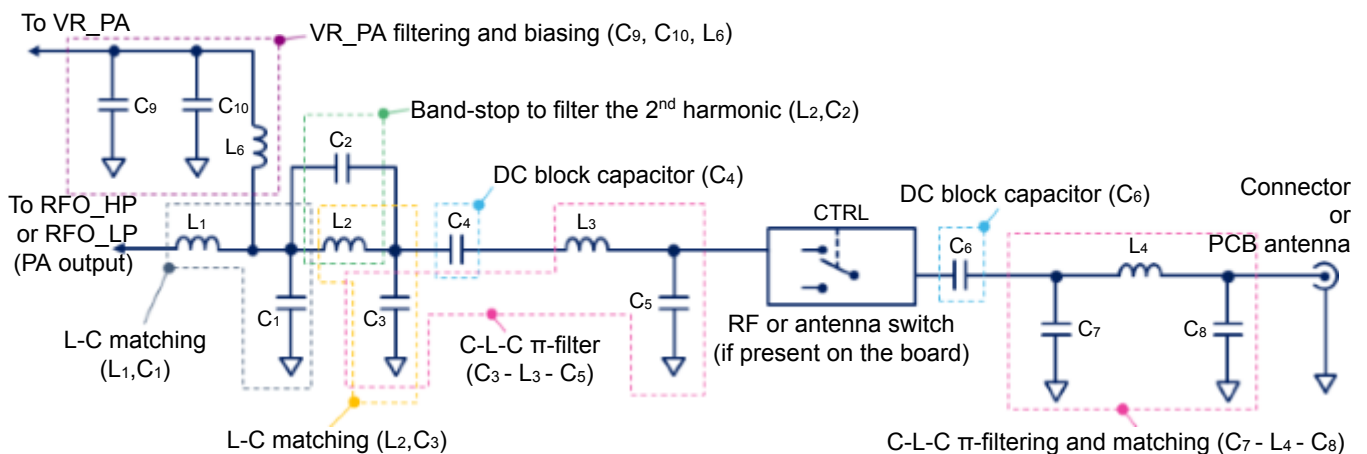 To VR_PA
VR_PA filtering and biasing (C9, C10, L6)
C9
C10
L6
Band-stop to filter the 2nd harmonic (L2,C2)
C2
DC block capacitor (C4)
DC block capacitor (C6)
Connector
or
PCB antenna
To RFO_HP
or RFO_LP
(PA output)
L1
L2
C4
L3
CTRL
C6
L4
C1
C3
C5
C7
C8
RF or antenna switch
(if present on the board)
L-C matching
(L1,C1)
C-L-C π-filter
(C3 - L3 - C5)
L-C matching (L2,C3)
C-L-C π-filtering and matching (C7 - L4 - C8)